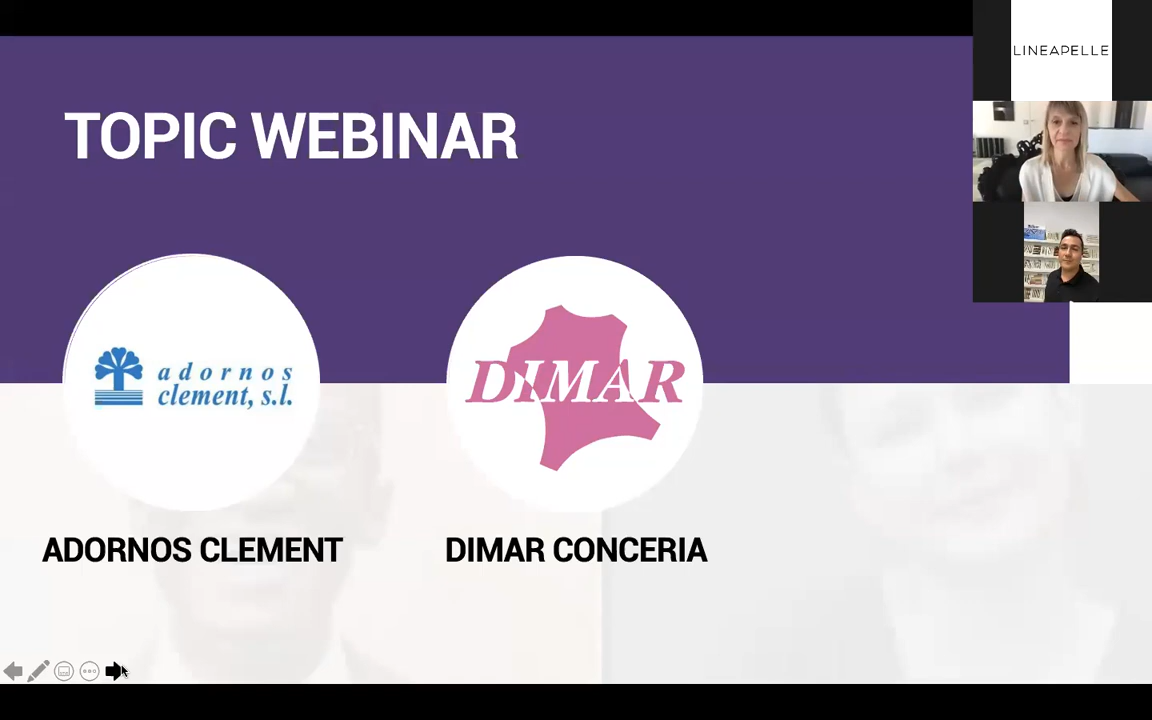 LINEAPELLE
TOPIC WEBINAR
adornos
clement, s.l.
DIMAR
ADORNOS CLEMENT
DIMAR CONCERIA